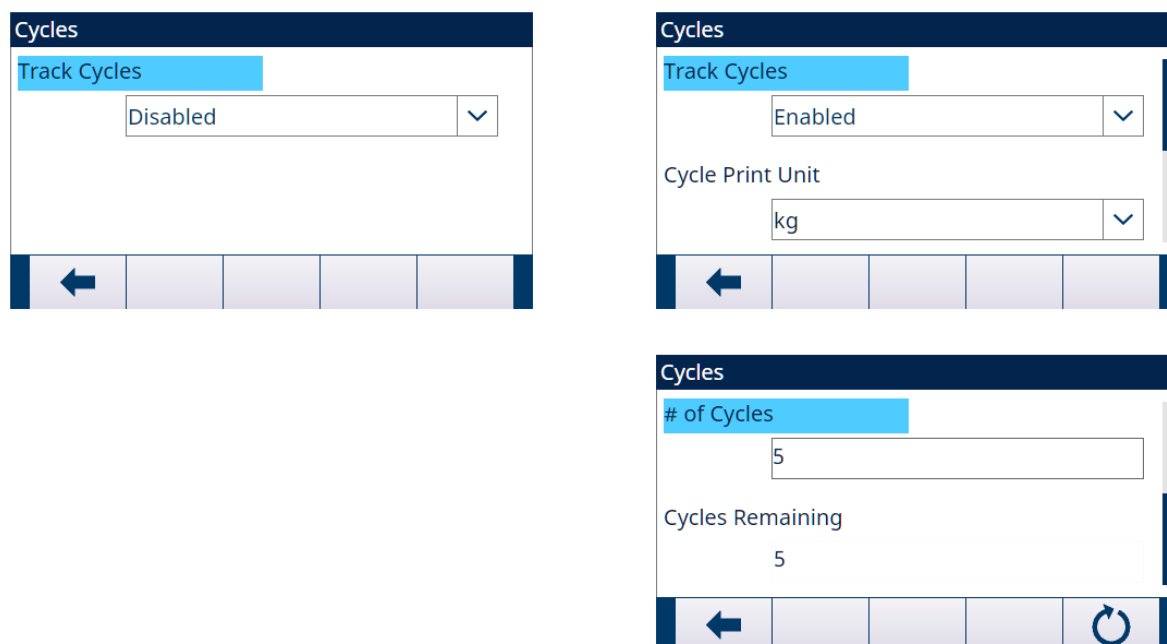 Cycles
Track Cycles
Disabled
Cycles
Track Cycles
Enabled
Cycle Print Unit
kg
Cycles
# of Cycles
5
Cycles Remaining
5